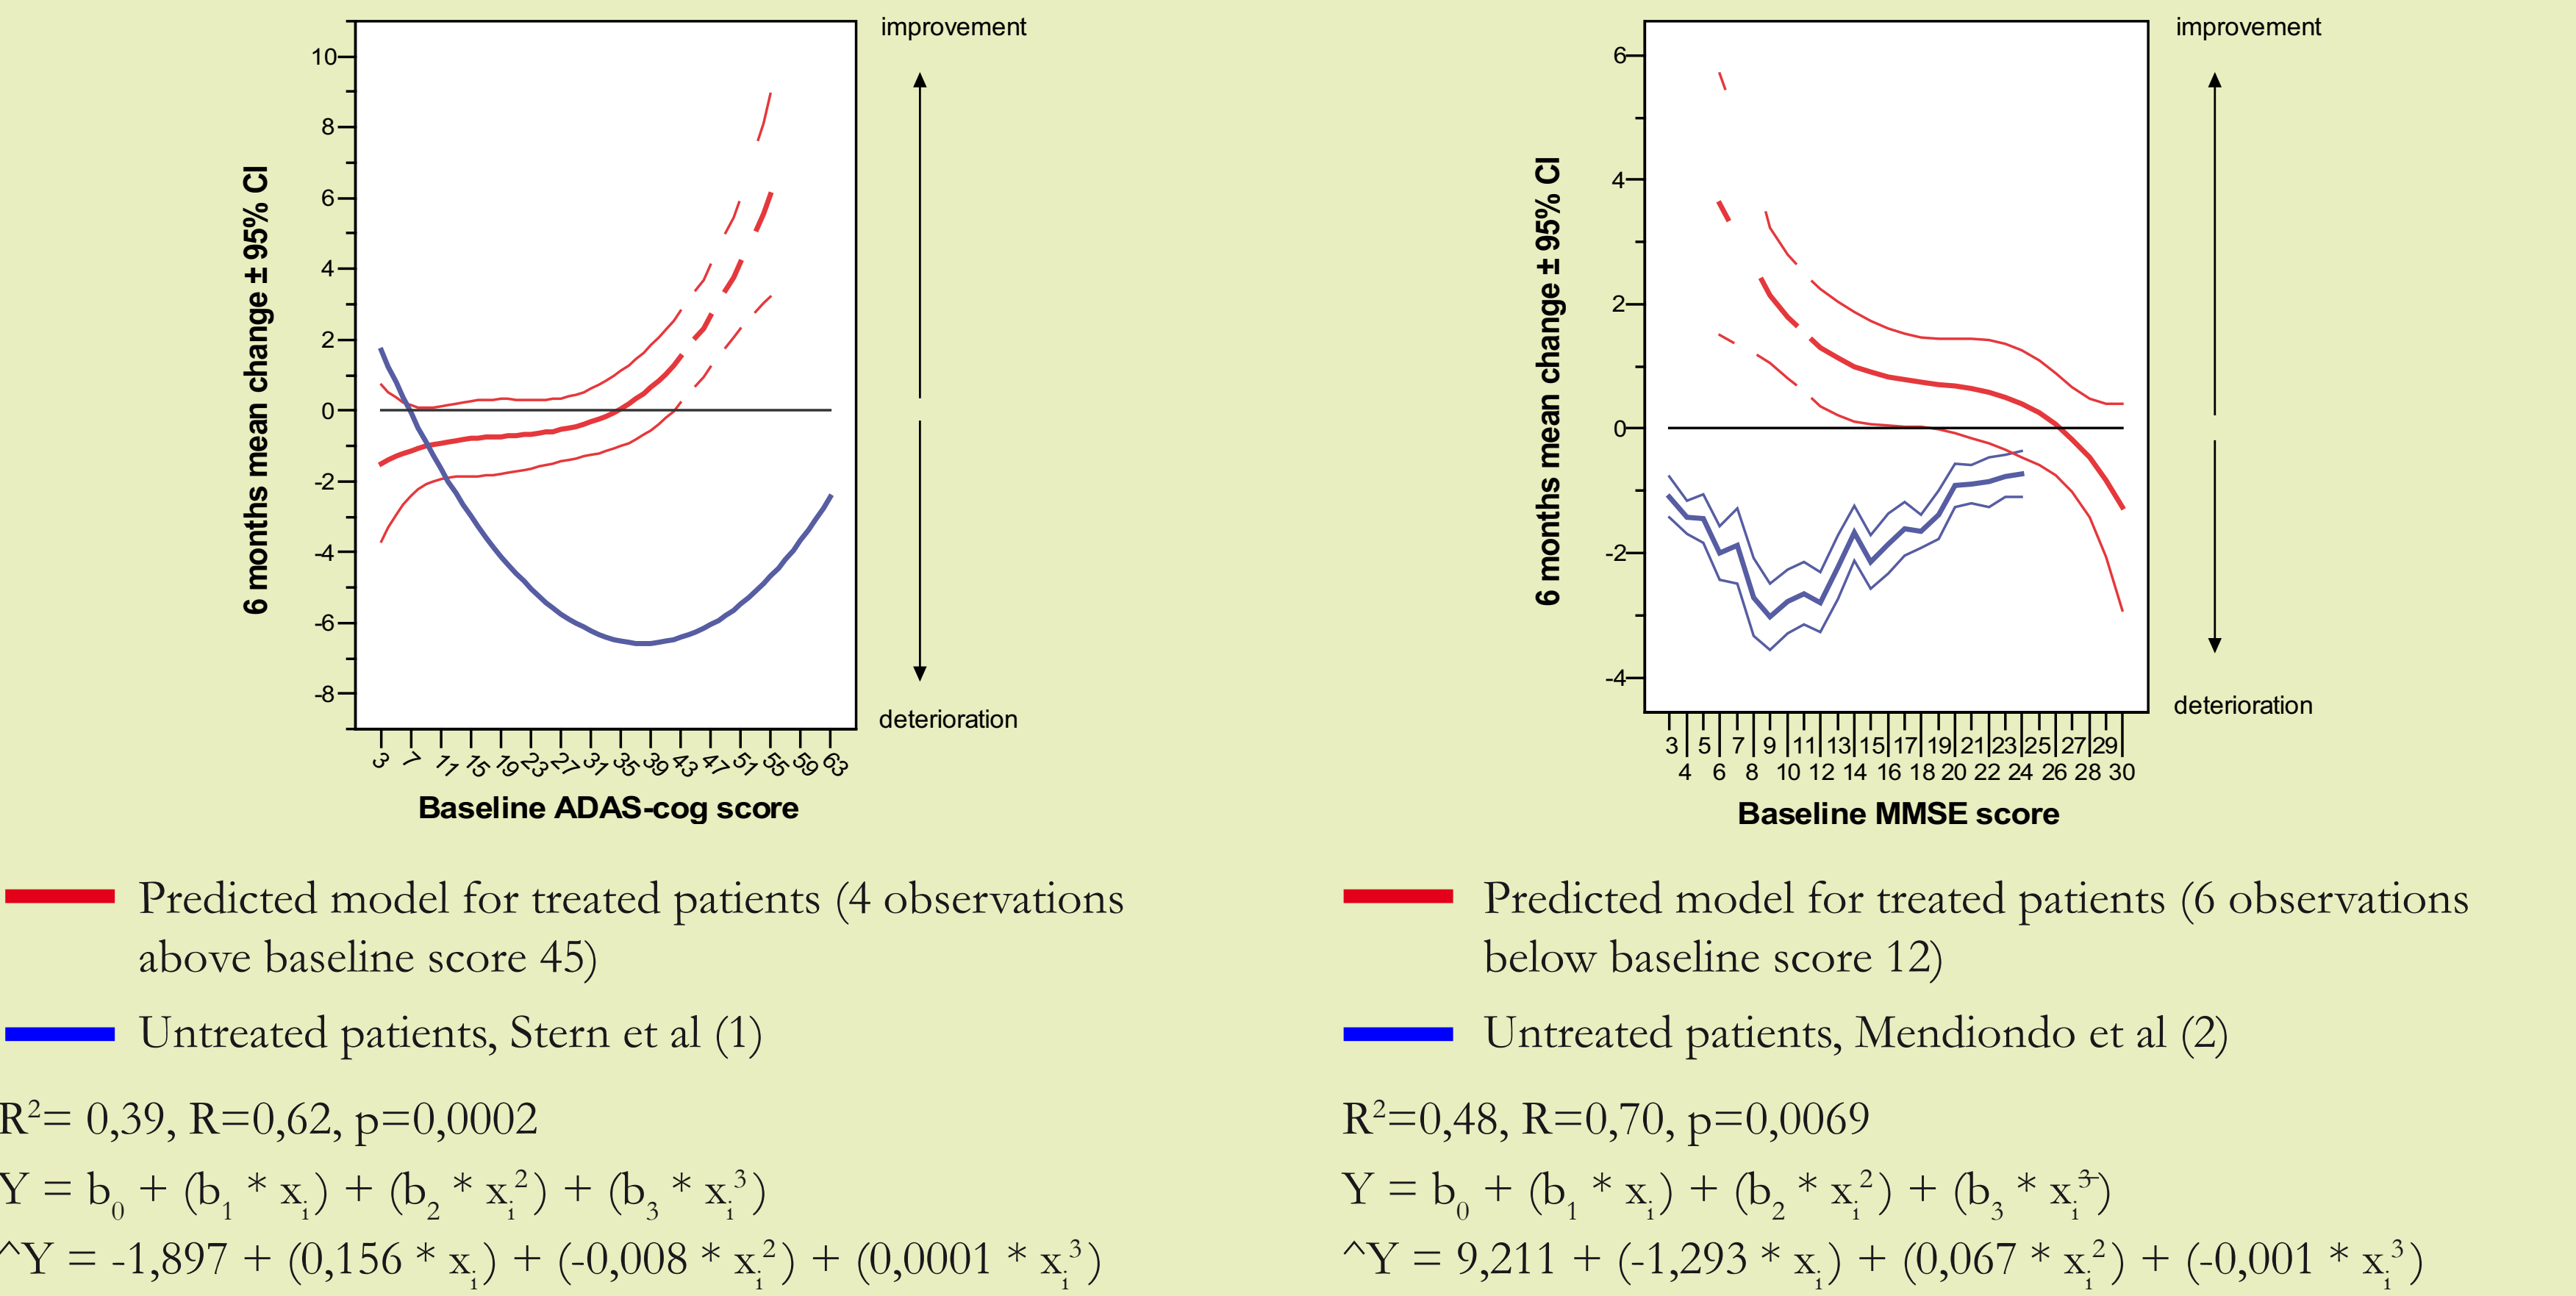 improvement
10
8
6
4
2
0
-2
-4
-6
-8
6 months mean change ± 95% CI
deterioration
3 7 11 15 19 23 27 31 35 39 43 47 51 55 59 63
Baseline ADAS-cog score
improvement
6
4
2
0
-2
-4
6 months mean change ± 95% CI
deterioration
3 5 7 9 11 13 15 17 19 21 23 25 27 29
4 6 8 10 12 14 16 18 20 22 24 26 28 30
Baseline MMSE score
Predicted model for treated patients (4 observations
above baseline score 45)
Untreated patients, Stern et al (1)
R²= 0,39, R=0,62, p=0,0002
Y = b₀ + (b₁ * xᵢ) + (b₂ * xᵢ²) + (b₃ * xᵢ³)
^Y = -1,897 + (0,156 * xᵢ) + (-0,008 * xᵢ²) + (0,0001 * xᵢ³)
Predicted model for treated patients (6 observations
below baseline score 12)
Untreated patients, Mendiondo et al (2)
R²=0,48, R=0,70, p=0,0069
Y = b₀ + (b₁ * xᵢ) + (b₂ * xᵢ²) + (b₃ * xᵢ³)
^Y = 9,211 + (-1,293 * xᵢ) + (0,067 * xᵢ²) + (-0,001 * xᵢ³)